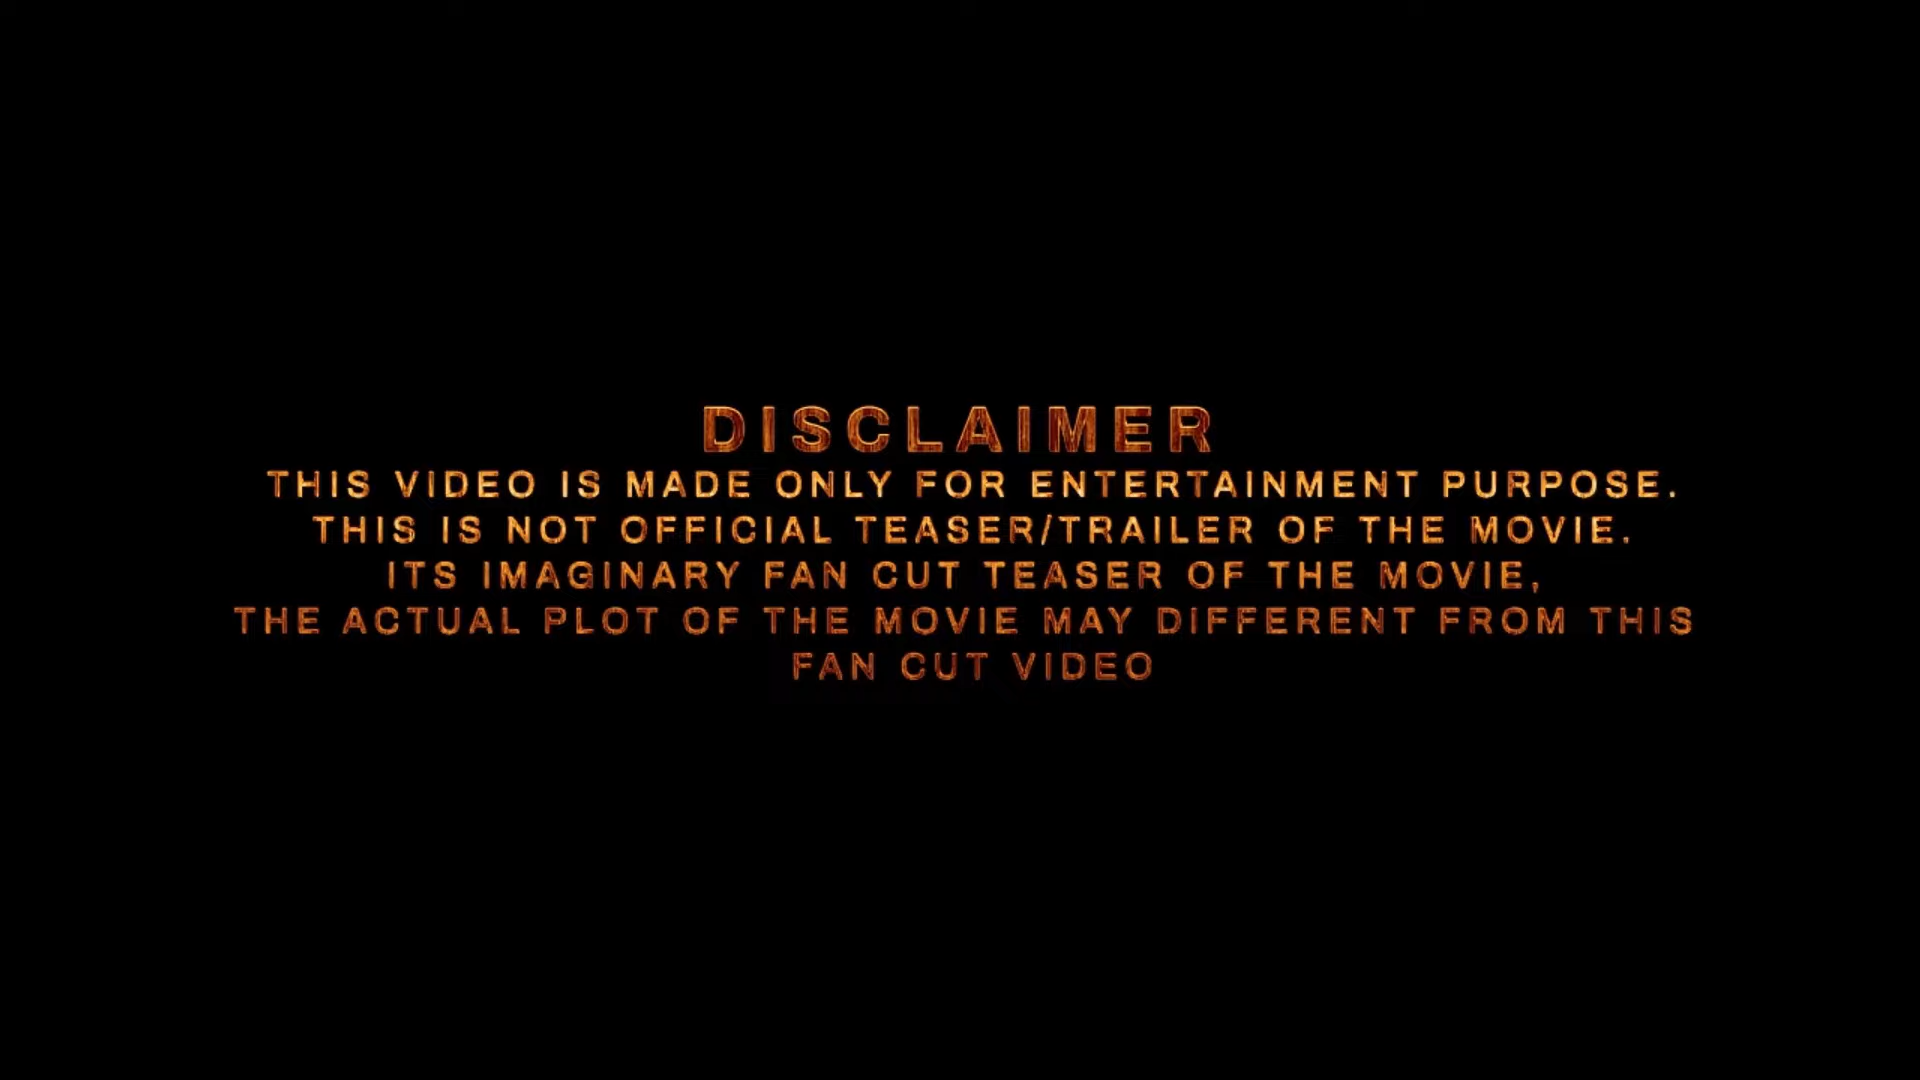 DISCLAIMER
THIS VIDEO IS MADE ONLY FOR ENTERTAINMENT PURPOSE.
THIS IS NOT OFFICIAL TEASER/TRAILER OF THE MOVIE.
ITS IMAGINARY FAN CUT TEASER OF THE MOVIE,
THE ACTUAL PLOT OF THE MOVIE MAY DIFFERENT FROM THIS
FAN CUT VIDEO